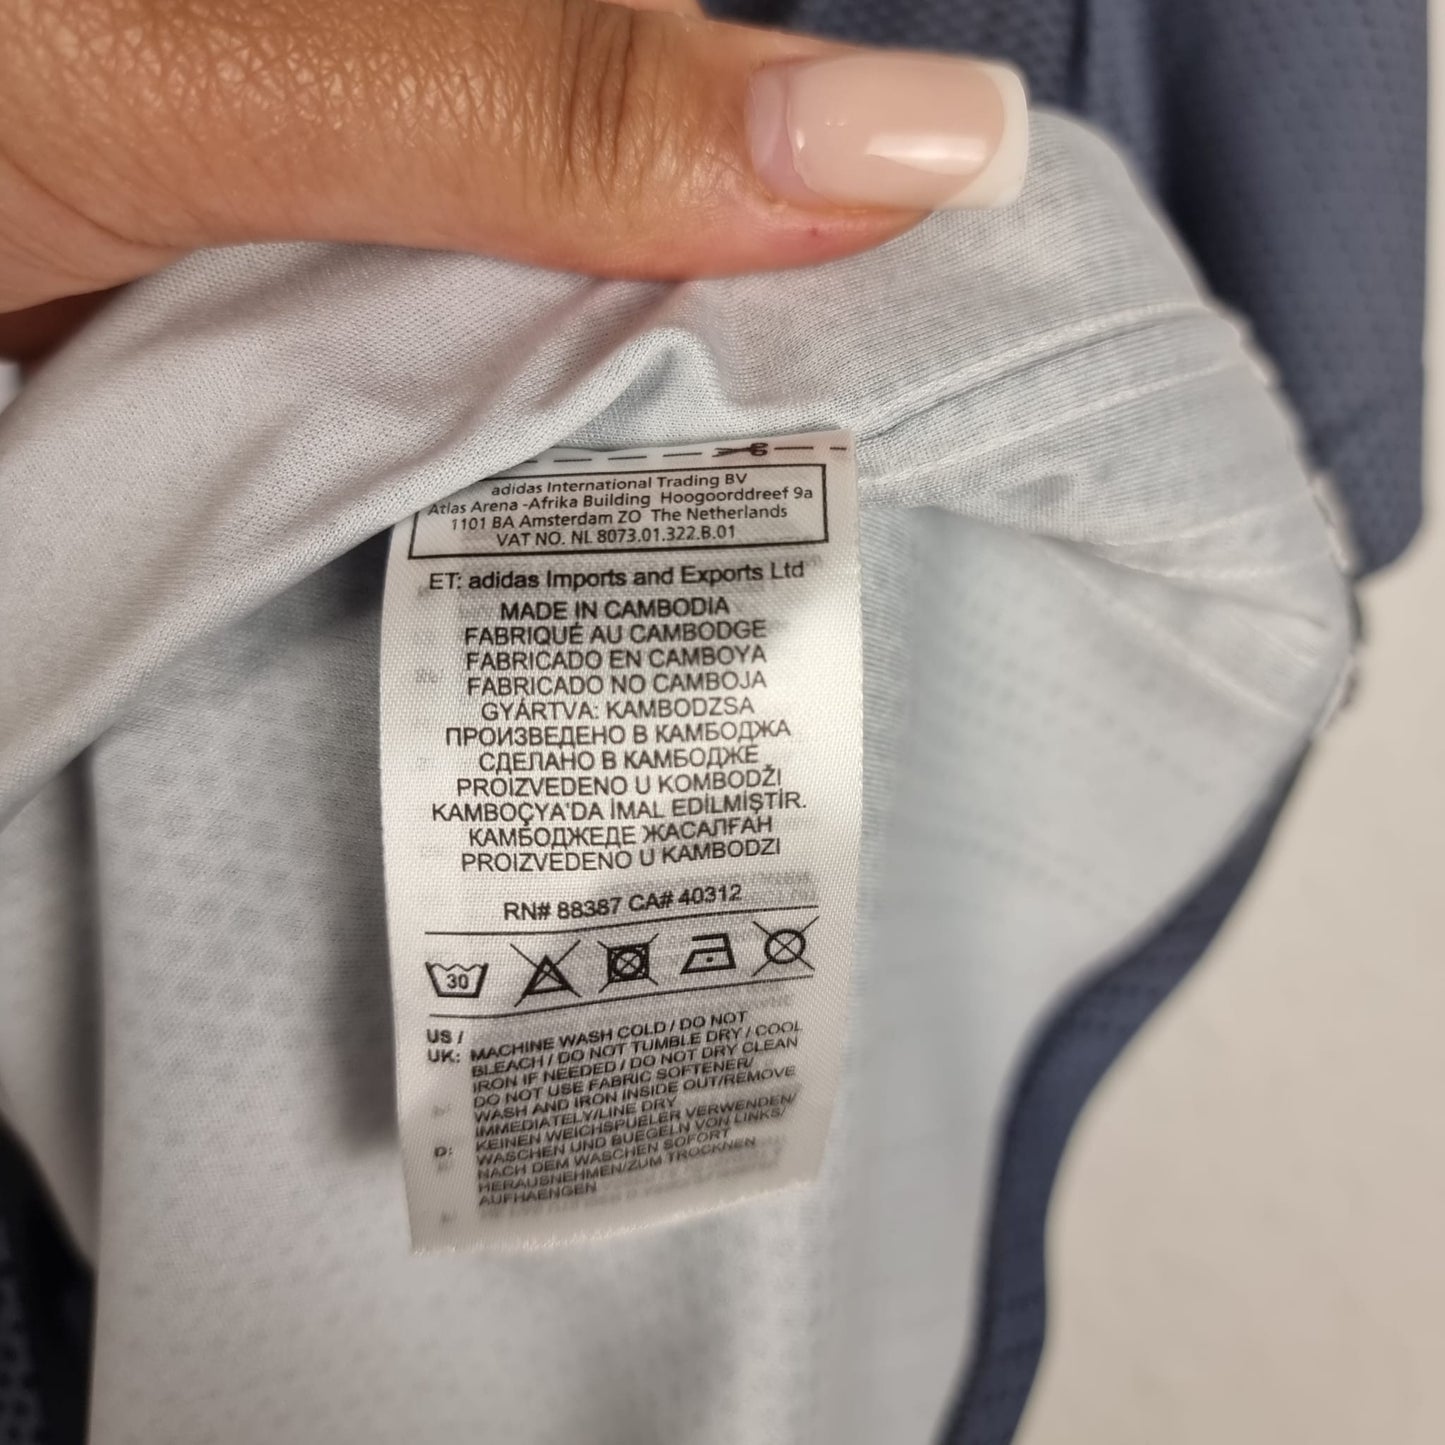 adidas International Trading BV
Atlas Arena -Afrika Building Hoogoorddreef 9a
1101 BA Amsterdam ZO The Netherlands
VAT NO. NL 8073.01.322.B.01
ET: adidas Imports and Exports Ltd
MADE IN CAMBODIA
FABRIQUÉ AU CAMBODGE
FABRICADO EN CAMBOYA
FABRICADO NO CAMBOJA
GYÁRTVA: KAMBODZSA
ПРОИЗВЕДЕНО В КАМБОДЖА
СДЕЛАНО В КАМБОДЖЕ
PROIZVEDENO U KOMBODŽI
KAMBOÇYA'DA İMAL EDİLMİŞTİR.
КАМБОДЖЕДЕ ЖАСАЛҒАН
PROIZVEDENO U KAMBODZI
RN# 88387 CA# 40312
30
US /
UK: MACHINE WASH COLD / DO NOT
BLEACH / DO NOT TUMBLE DRY / COOL
IRON IF NEEDED / DO NOT DRY CLEAN
DO NOT USE FABRIC SOFTENER/
WASH AND IRON INSIDE OUT/REMOVE
IMMEDIATELY/LINE DRY
D: KEINEN WEICHSPUELER VERWENDEN/
WASCHEN UND BUEGELN VON LINKS/
NACH DEM WASCHEN SOFORT
HERAUSNEHMEN/ZUM TROCKNEN
AUFHAENGEN